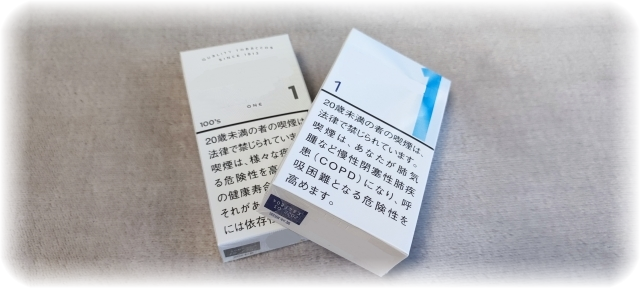 QUALITY TOBACCOS
ONE
1
100's
20歳未満の者の喫煙は、
法律で禁じられていま
喫煙は、様々な
る危険性を高
の健康寿
それがあ
には依存
1
1
20歳未満の者の喫煙は、
法律で禁じられています。
喫煙は、あなたが肺気
腫など慢性閉塞性肺疾
患(COPD)になり、呼
吸困難となる危険性を
高めます。